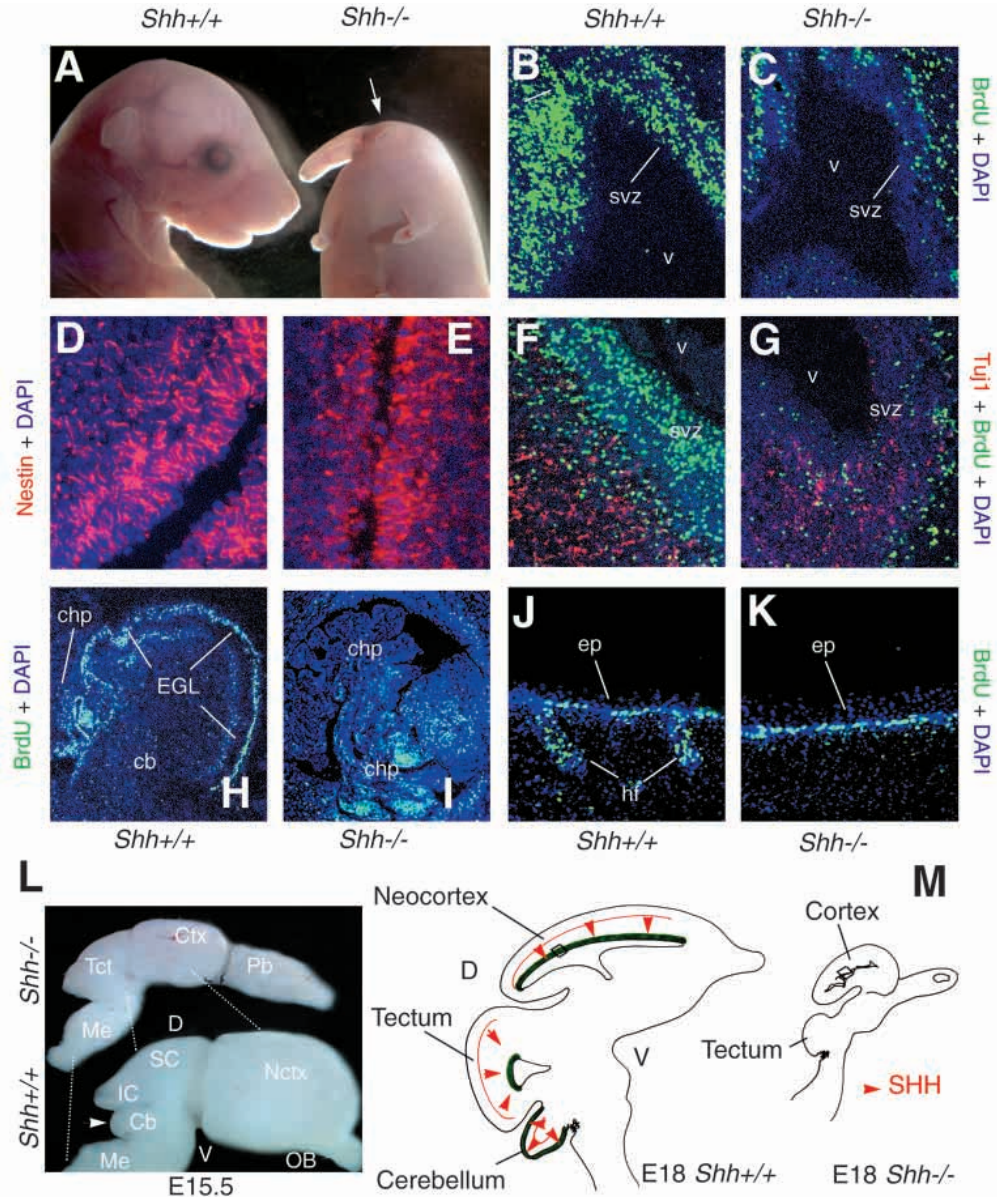 Shh+/+
Shh-/-
Shh+/+
Shh-/-
A
B
svz
v
C
v
svz
BrdU + DAPI
Nestin + DAPI
D
E
F
v
svz
G
v
svz
Tuj1 + BrdU + DAPI
BrdU + DAPI
chp
EGL
cb
H
chp
chp
I
J
ep
hf
K
ep
BrdU + DAPI
Shh+/+
Shh-/-
Shh+/+
Shh-/-
L
Shh-/-
Ctx
Tct
Pb
Me
D
SC
Nctx
IC
Cb
Me
V
OB
Shh+/+
E15.5
M
Neocortex
D
Tectum
V
Cerebellum
E18 Shh+/+
Cortex
Tectum
SHH
E18 Shh-/-